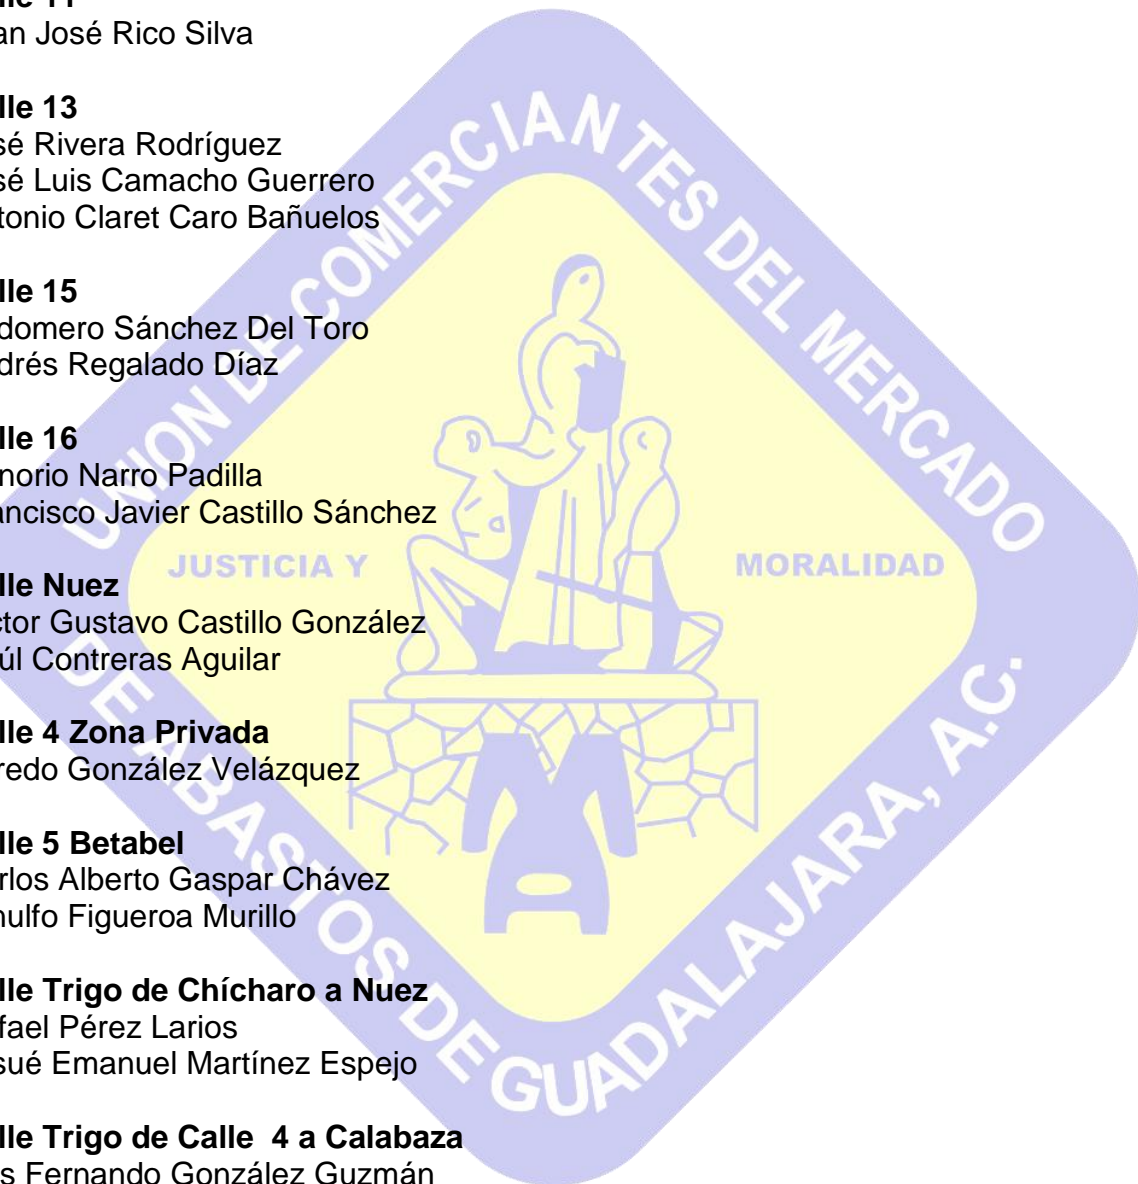 lle 11
an José Rico Silva
lle 13
sé Rivera Rodríguez
sé Luis Camacho Guerrero
tonio Claret Caro Bañuelos
lle 15
domero Sánchez Del Toro
drés Regalado Díaz
lle 16
norio Narro Padilla
ancisco Javier Castillo Sánchez
lle Nuez
ctor Gustavo Castillo González
úl Contreras Aguilar
lle 4 Zona Privada
redo González Velázquez
lle 5 Betabel
rlos Alberto Gaspar Chávez
nulfo Figueroa Murillo
lle Trigo de Chícharo a Nuez
fael Pérez Larios
sué Emanuel Martínez Espejo
lle Trigo de Calle 4 a Calabaza
s Fernando González Guzmán
UNION DE COMERCIANTES DEL MERCADO
JUSTICIA Y MORALIDAD
DE ABASTOS DE GUADALAJARA, A.C.